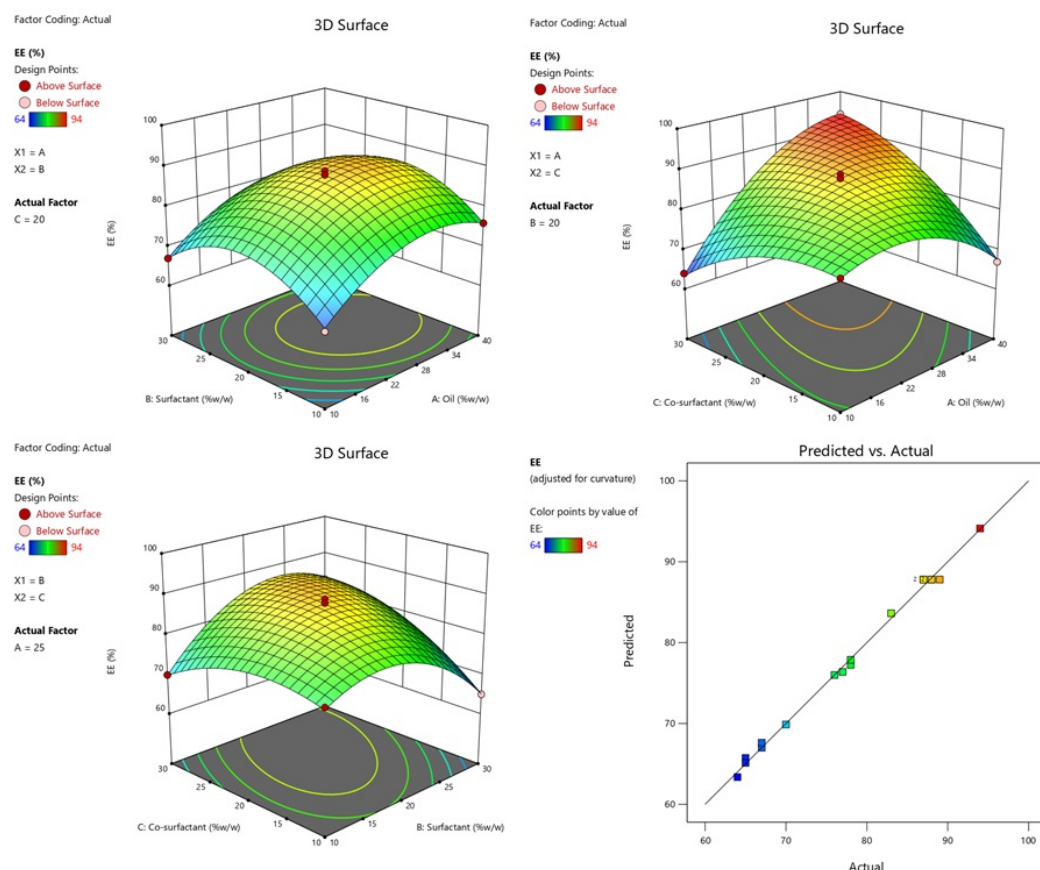 Factor Coding: Actual
3D Surface
EE (%)
Design Points:
Above Surface
Below Surface
64 94
X1 = A
X2 = B
Actual Factor
C = 20
EE (%)
100
90
80
70
60
30
25
20
15
10
10
16
22
28
34
40
B: Surfactant (%w/w)
A: Oil (%w/w)
Factor Coding: Actual
3D Surface
EE (%)
Design Points:
Above Surface
Below Surface
64 94
X1 = A
X2 = C
Actual Factor
B = 20
EE (%)
100
90
80
70
60
30
25
20
15
10
10
16
22
28
34
40
C: Co-surfactant (%w/w)
A: Oil (%w/w)
Factor Coding: Actual
3D Surface
EE (%)
Design Points:
Above Surface
Below Surface
64 94
X1 = B
X2 = C
Actual Factor
A = 25
EE (%)
100
90
80
70
60
30
25
20
15
10
10
15
20
25
30
C: Co-surfactant (%w/w)
B: Surfactant (%w/w)
EE
(adjusted for curvature)
Color points by value of
EE:
64 94
Predicted vs. Actual
Predicted
100
90
80
70
60
2
60 70 80 90 100
Actual